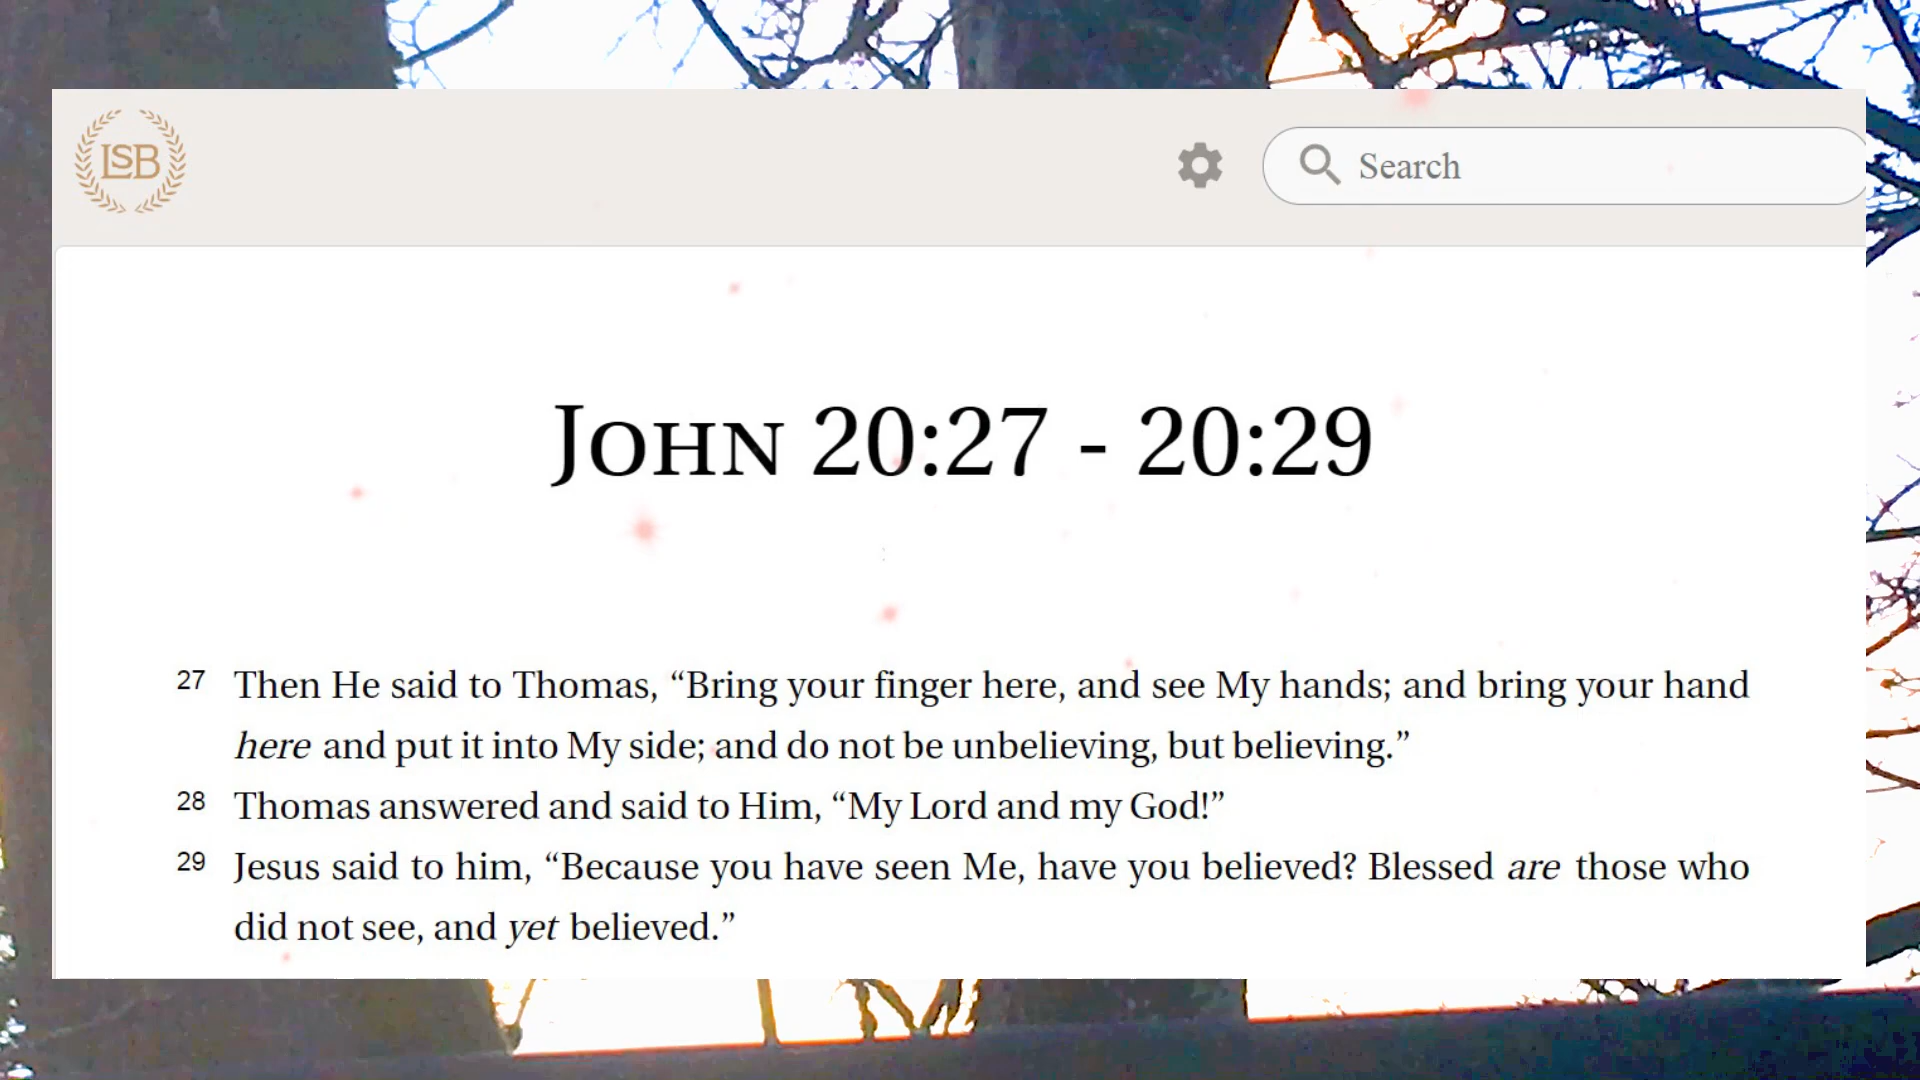 LSB
Search
John 20:27 - 20:29
27 Then He said to Thomas, “Bring your finger here, and see My hands; and bring your hand
here and put it into My side; and do not be unbelieving, but believing.”
28 Thomas answered and said to Him, “My Lord and my God!”
29 Jesus said to him, “Because you have seen Me, have you believed? Blessed are those who
did not see, and yet believed.”